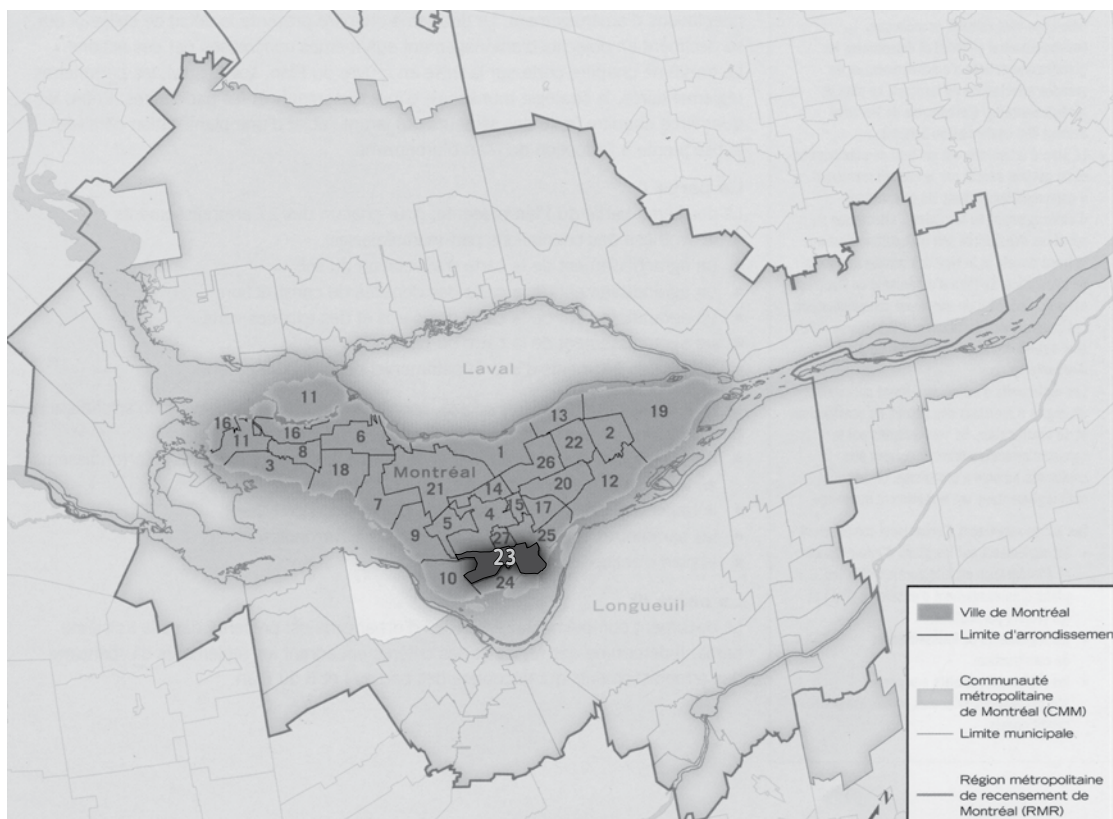 Laval
11
19
13
16
16
11
6
1
22
2
8
3
18
Montréal
26
21
14
20
12
7
15
17
4
5
9
27
25
23
10
24
Longueuil
Ville de Montréal
Limite d'arrondissement
Communauté
métropolitaine
de Montréal (CMM)
Limite municipale
Région métropolitaine
de recensement de
Montréal (RMR)